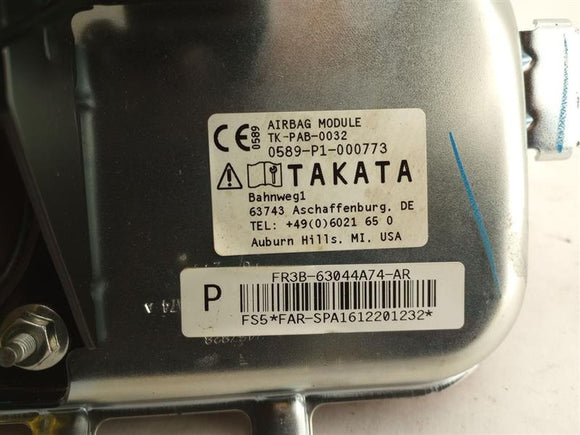 CE 0589 AIRBAG MODULE
TK-PAB-0032
0589-P1-000773
TAKATA
Bahnweg1
63743 Aschaffenburg, DE
TEL: +49(0)6021 65 0
Auburn Hills, MI, USA
P FR3B-63044A74-AR
FS5*FAR-SPA1612201232*